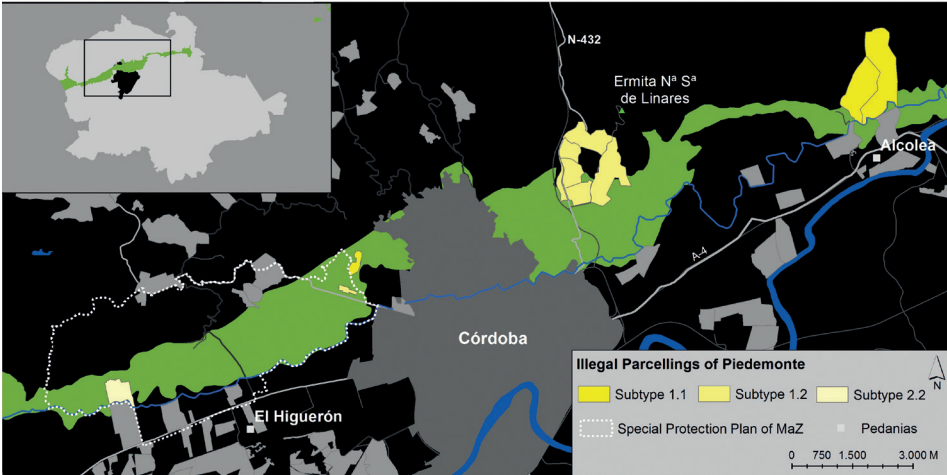 N-432
Ermita Nª Sª
de Linares
Alcolea
A-4
Córdoba
El Higuerón
Illegal Parcellings of Piedemonte
Subtype 1.1
Subtype 1.2
Subtype 2.2
Special Protection Plan of MaZ
Pedanias
N
0 750 1.500 3.000 M